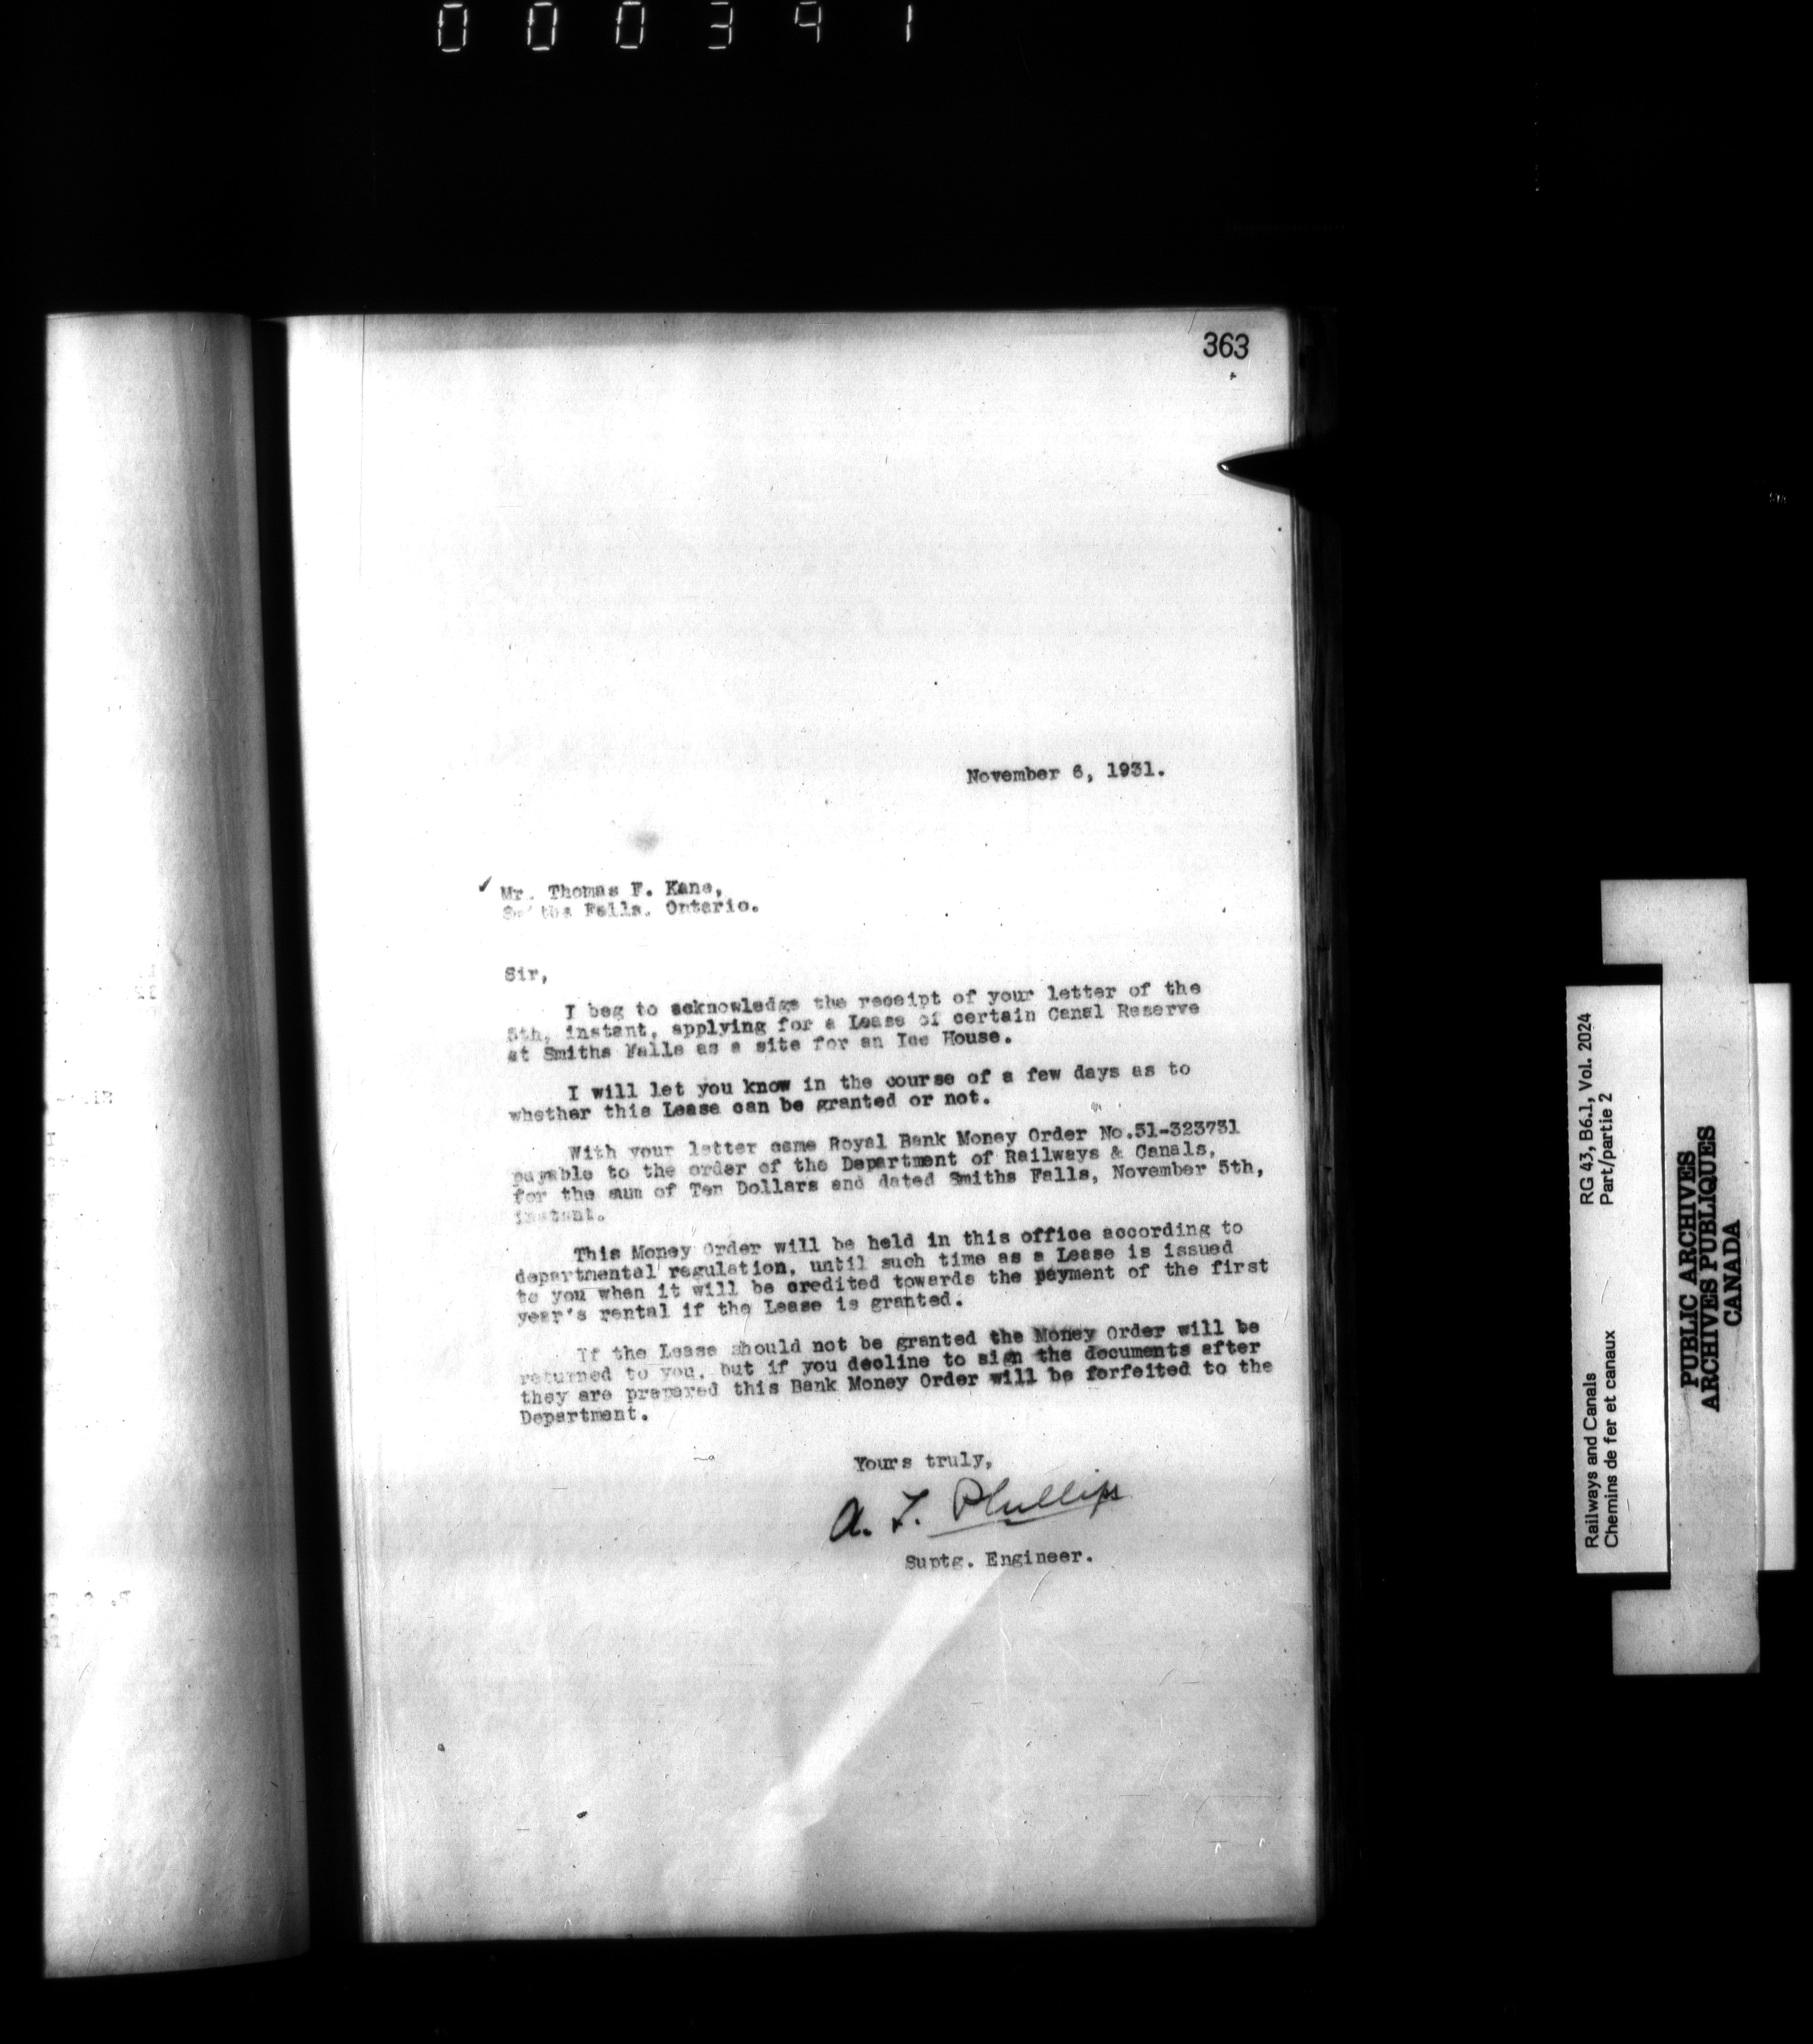 000391
363
November 6, 1931.
✓ Mr. Thomas F. Kane,
Smiths Falls, Ontario.
Sir,
I beg to acknowledge the receipt of your letter of the
5th, instant, applying for a Lease of certain Canal Reserve
at Smiths Falls as a site for an Ice House.
I will let you know in the course of a few days as to
whether this Lease can be granted or not.
With your letter came Royal Bank Money Order No.51-323731
payable to the order of the Department of Railways & Canals,
for the sum of Ten Dollars and dated Smiths Falls, November 5th,
instant.
This Money Order will be held in this office according to
departmental regulation, until such time as a Lease is issued
to you when it will be credited towards the payment of the first
year's rental if the Lease is granted.
If the Lease should not be granted the Money Order will be
returned to you, but if you decline to sign the documents after
they are prepared this Bank Money Order will be forfeited to the
Department.
Yours truly,
A. T. Phillips
Suptg. Engineer.
Railways and Canals RG 43, B6.1, Vol. 2024
Chemins de fer et canaux Part/partie 2
PUBLIC ARCHIVES
ARCHIVES PUBLIQUES
CANADA